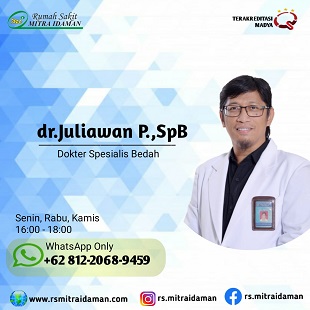 Rumah Sakit
MITRA IDAMAN
TERAKREDITASI
MADYA
dr.Juliawan P.,SpB
Dokter Spesialis Bedah
Senin, Rabu, Kamis
16:00 - 18:00
WhatsApp Only
+62 812-2068-9459
www.rsmitraidaman.com
rs.mitraidaman
rs.mitraidaman